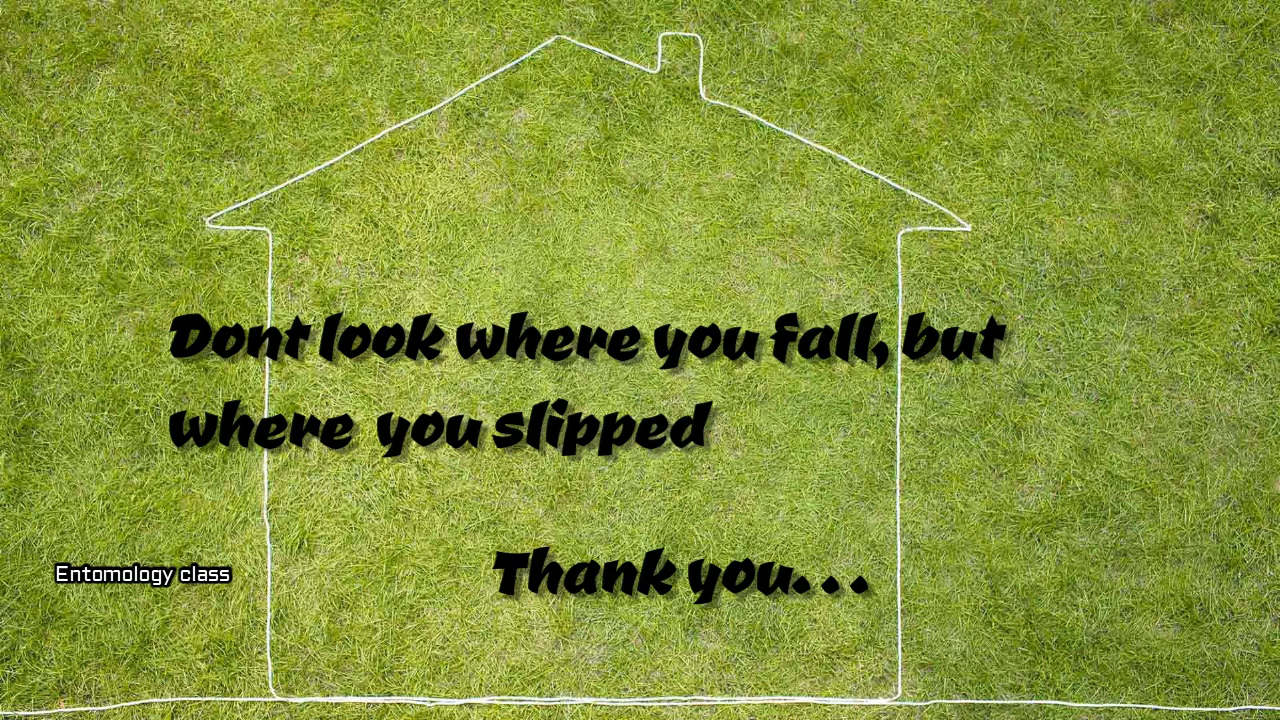 Dont look where you fall, but
where you slipped
Entomology class
Thank you...